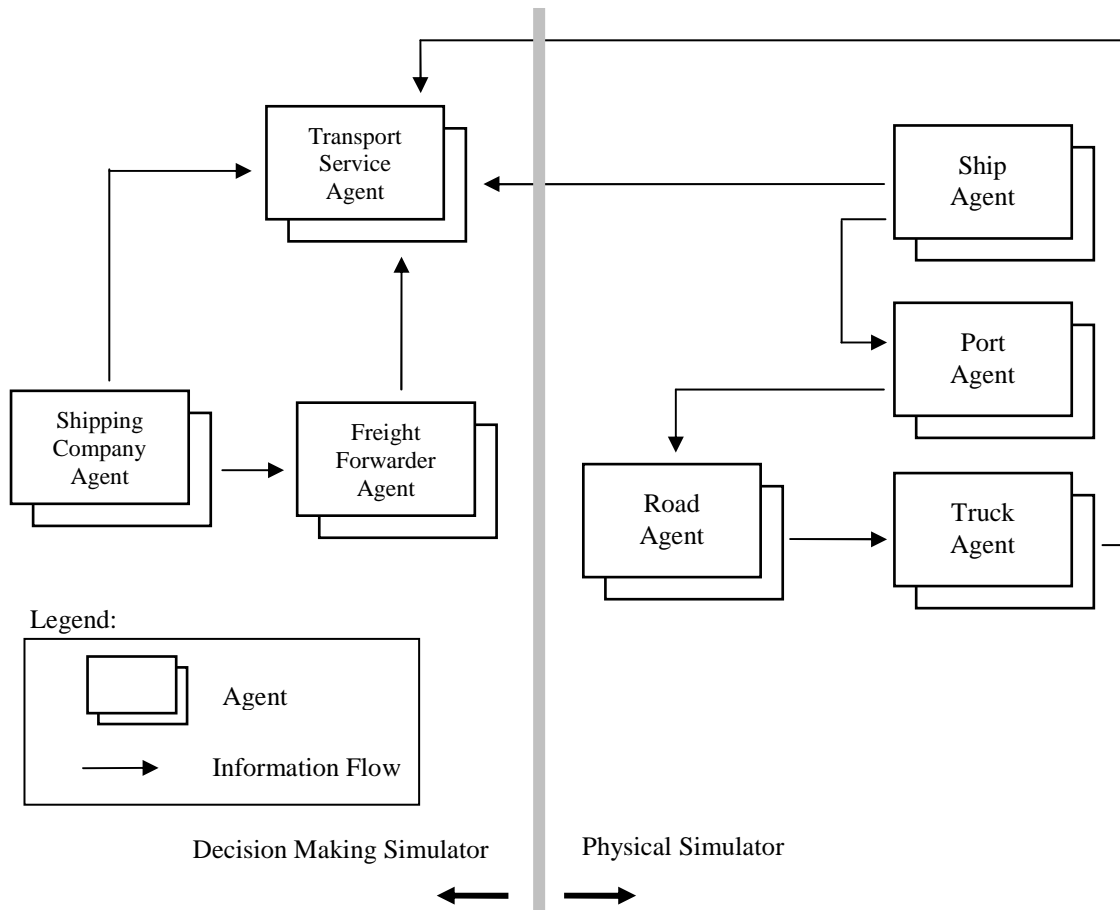 Transport
Service
Agent
Ship
Agent
Port
Agent
Shipping
Company
Agent
Freight
Forwarder
Agent
Road
Agent
Truck
Agent
Legend:
Agent
Information Flow
Decision Making Simulator
Physical Simulator